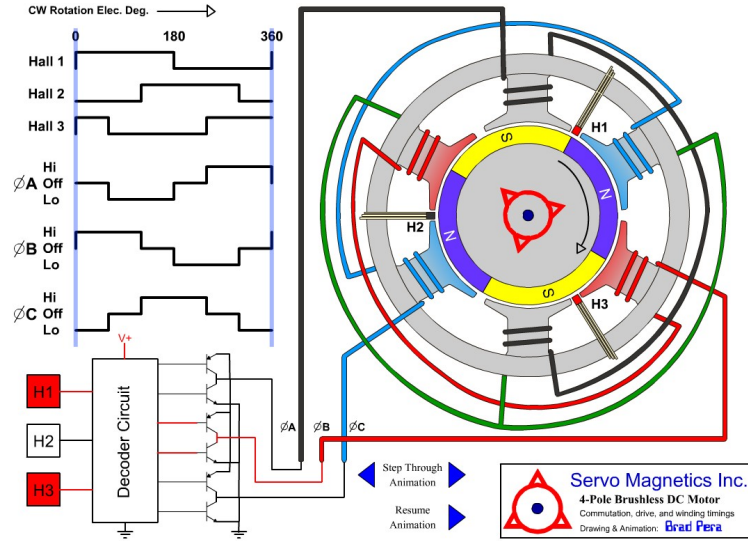 CW Rotation Elec. Deg.
0 180 360
Hall 1
Hall 2
Hall 3
Hi
ØA Off
Lo
Hi
ØB Off
Lo
Hi
ØC Off
Lo
V+
H1
H2
H3
Decoder Circuit
ØA ØB ØC
H1
H2
H3
S
N
N
S
Step Through
Animation
Resume
Animation
Servo Magnetics Inc.
4-Pole Brushless DC Motor
Commutation, drive, and winding timings
Drawing & Animation: Brad Pera